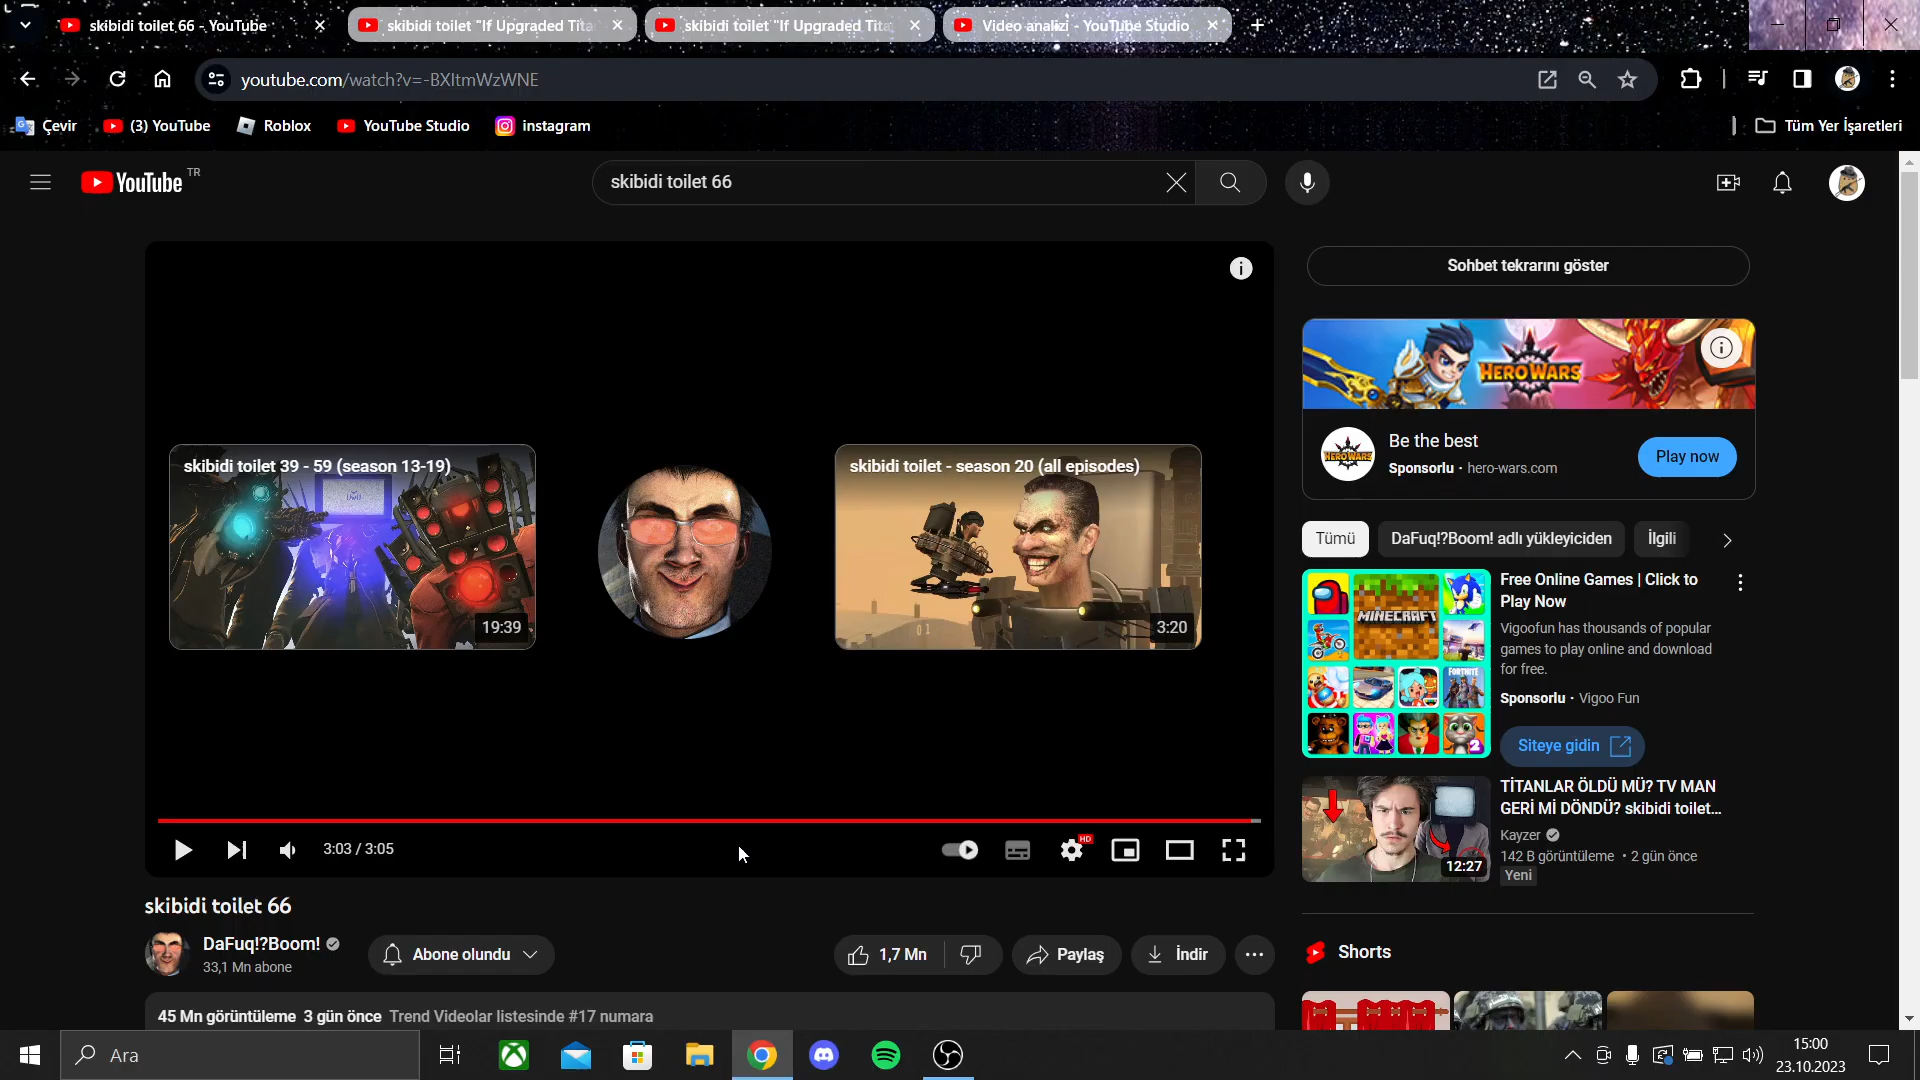 skibidi toilet 66 - YouTube
skibidi toilet "If Upgraded Tita
skibidi toilet "If Upgraded Tita
Video analizi - YouTube Studio
youtube.com/watch?v=-BXItmWzWNE
Çevir
(3) YouTube
Roblox
YouTube Studio
instagram
Tüm Yer İşaretleri
YouTube TR
skibidi toilet 66
Sohbet tekrarını göster
HERO WARS
HERO WARS
Be the best
Sponsorlu · hero-wars.com
Play now
skibidi toilet 39 - 59 (season 13-19)
19:39
skibidi toilet - season 20 (all episodes)
3:20
Tümü
DaFuq!?Boom! adlı yükleyiciden
İlgili
MINECRAFT
FORTNITE
2
Free Online Games | Click to
Play Now
Vigoofun has thousands of popular
games to play online and download
for free.
Sponsorlu · Vigoo Fun
Siteye gidin
3:03 / 3:05
HD
TİTANLAR ÖLDÜ MÜ? TV MAN
GERİ Mİ DÖNDÜ? skibidi toilet...
Kayzer
142 B görüntüleme · 2 gün önce
Yeni
12:27
skibidi toilet 66
DaFuq!?Boom!
33,1 Mn abone
Abone olundu
1,7 Mn
Paylaş
İndir
Shorts
45 Mn görüntüleme 3 gün önce Trend Videolar listesinde #17 numara
Ara
15:00
23.10.2023